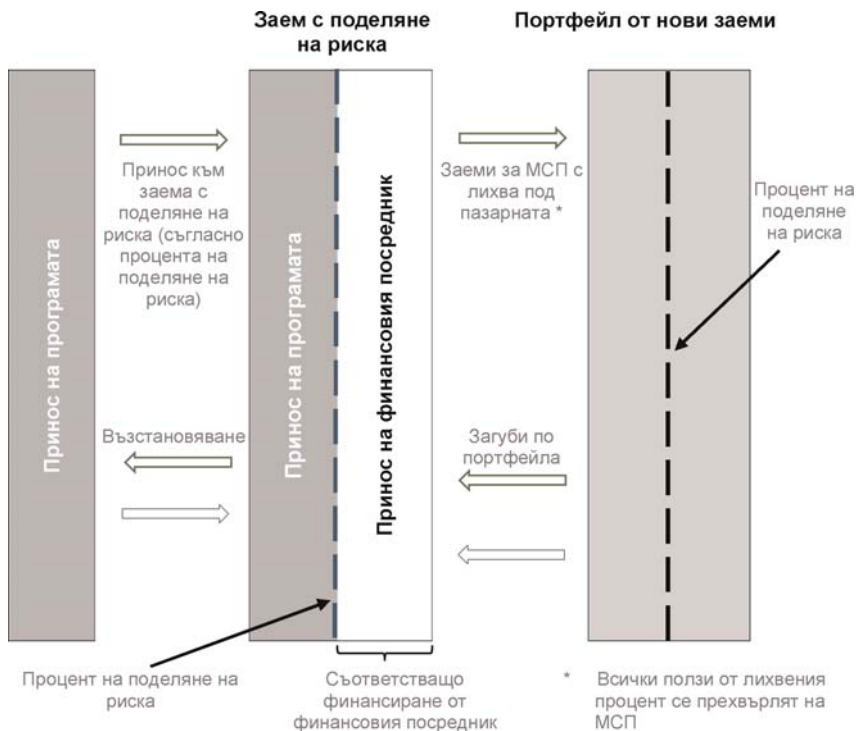 Заем с поделяне
на риска
Портфейл от нови заеми
Принос на програмата
Принос към
заема с
поделяне на
риска (съгласно
процента на
поделяне на
риска)
Възстановяване
Принос на програмата
Принос на финансовия посредник
Заеми за МСП с
лихва под
пазарната *
Загуби по
портфейла
Процент на
поделяне
на риска
Процент на поделяне на
риска
Съответстващо
финансиране от
финансовия посредник
* Всички ползи от лихвения
процент се прехвърлят на
МСП